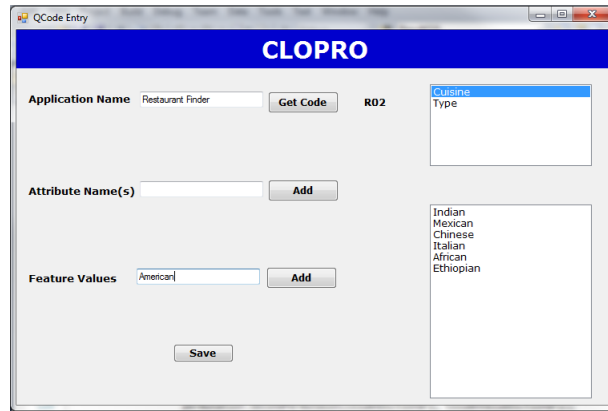 QCode Entry
CLOPRO
Application Name Restaurant Finder Get Code R02
Cuisine
Type
Attribute Name(s) Add
Indian
Mexican
Chinese
Italian
African
Ethiopian
Feature Values American Add
Save